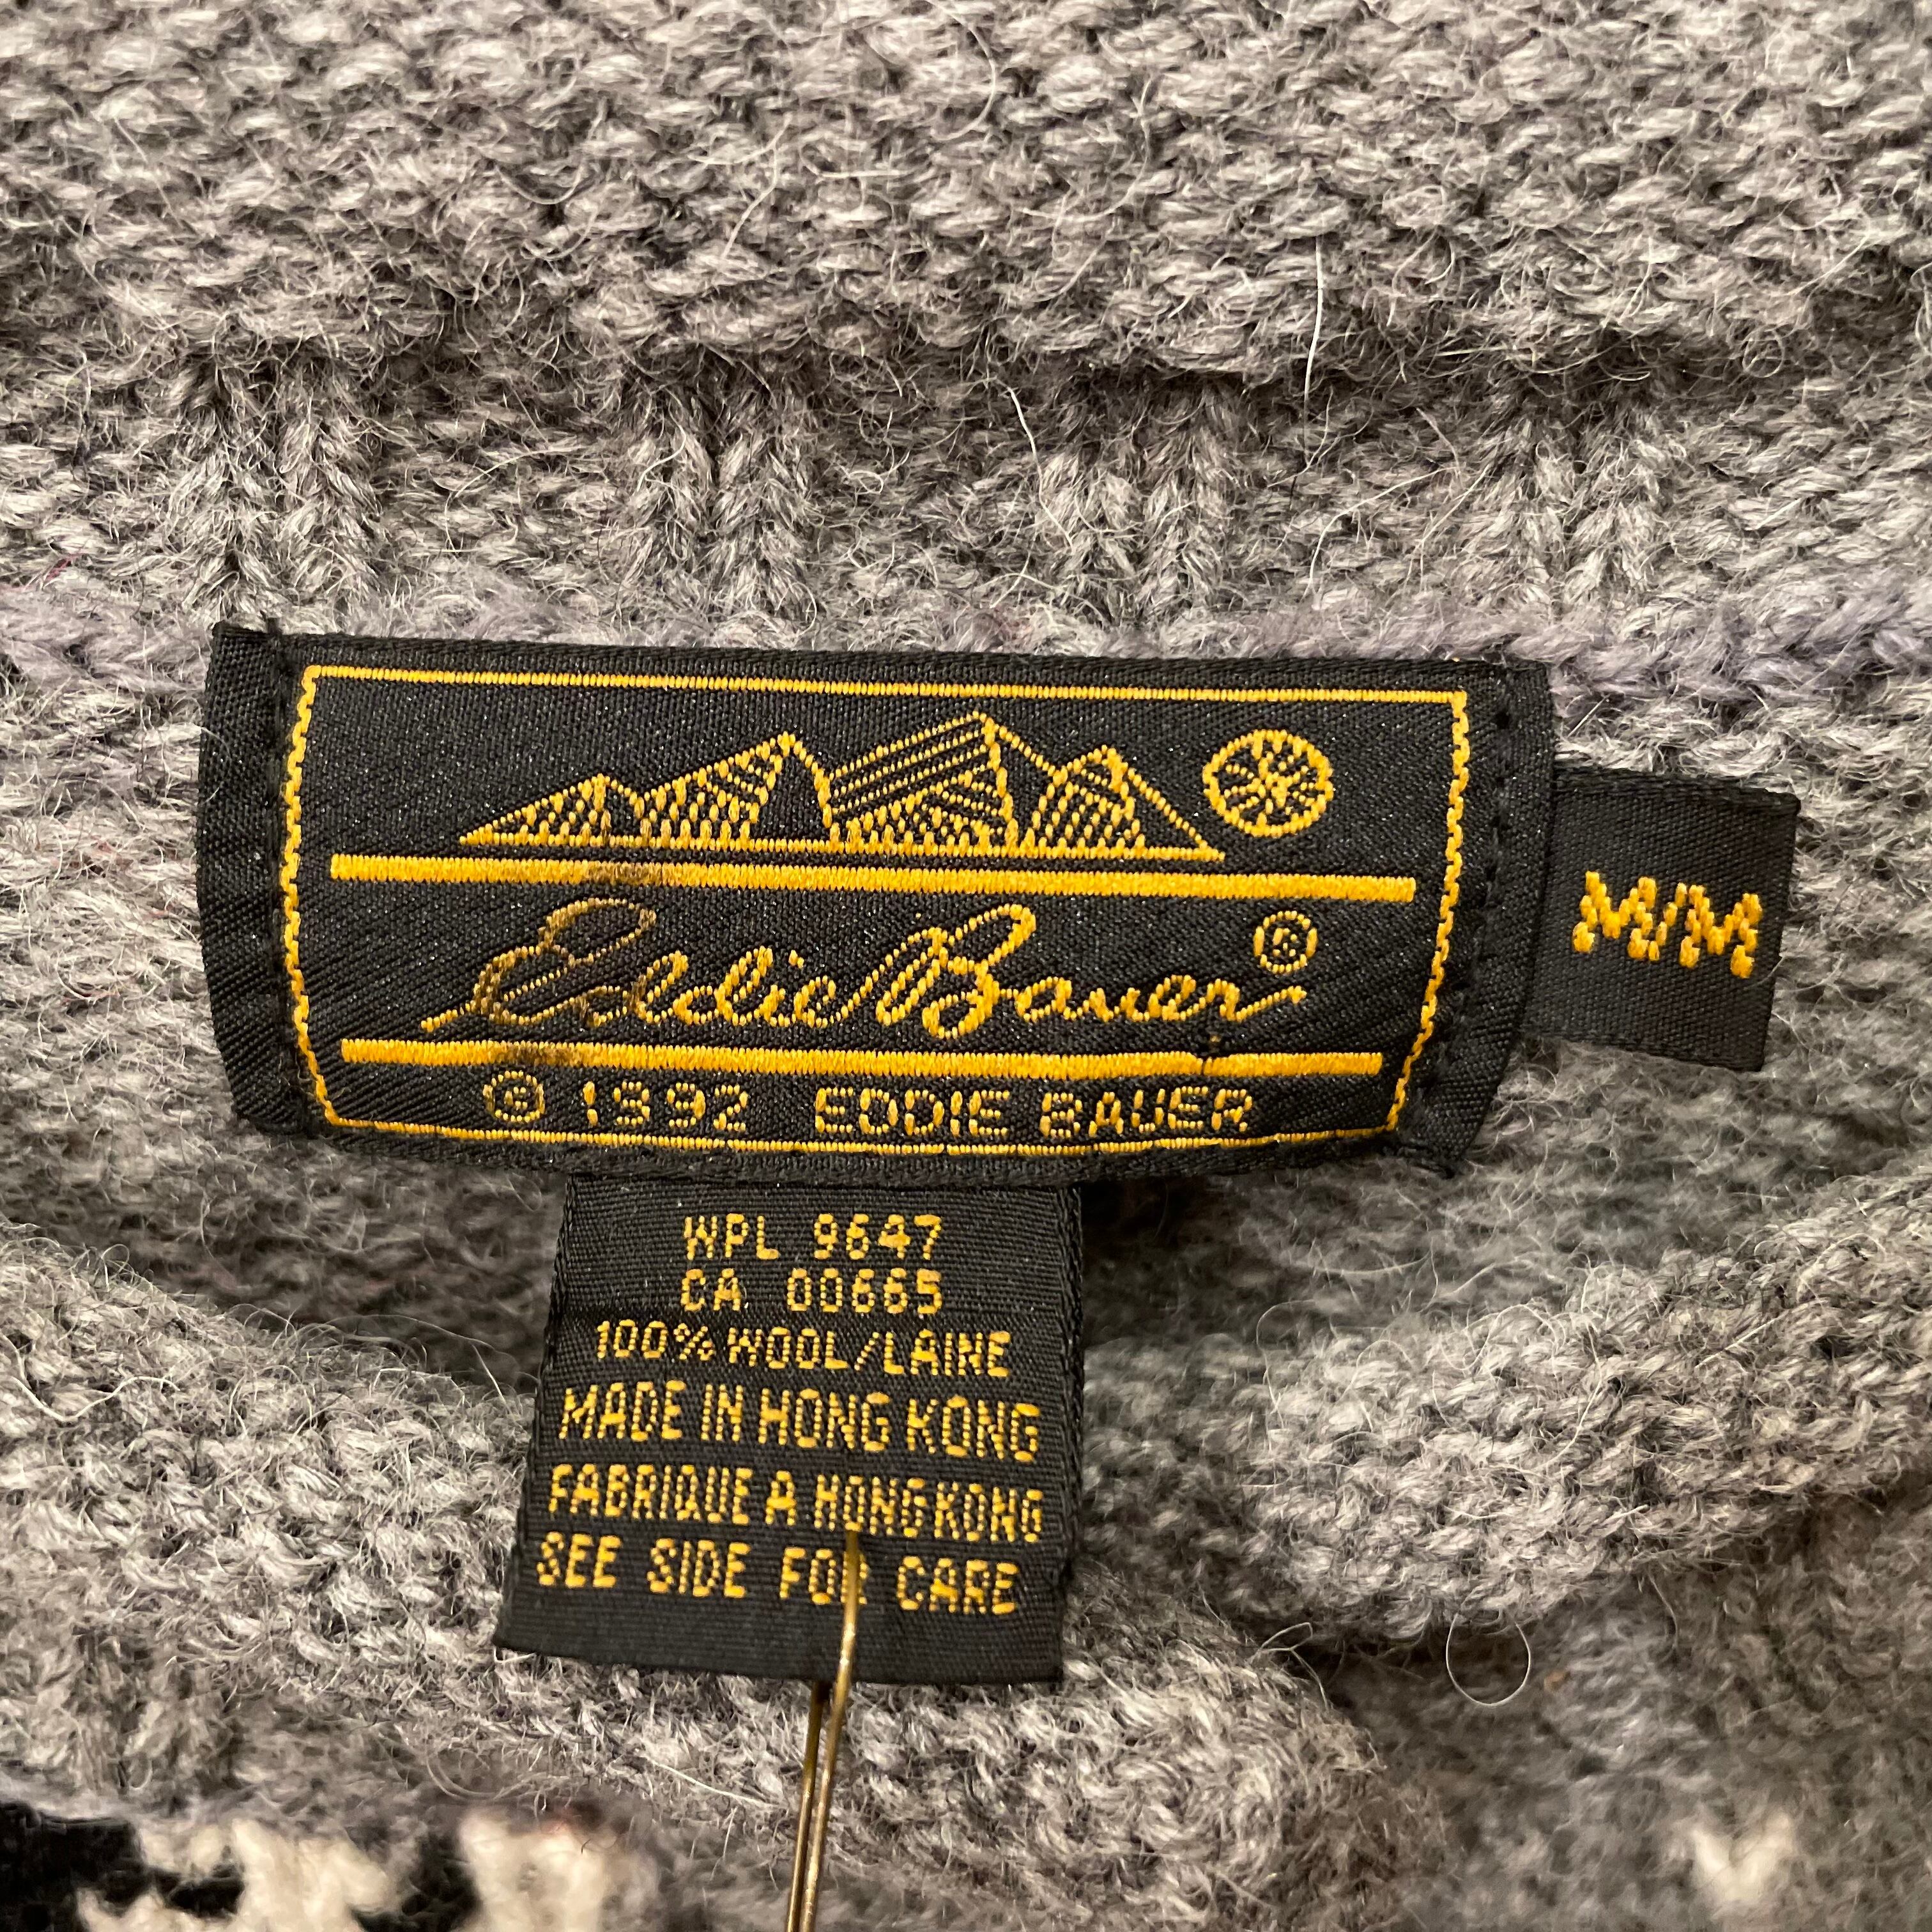 Eddie Bauer ®
© 1992 EDDIE BAUER
M/M
WPL 9647
CA 00665
100% WOOL/LAINE
MADE IN HONG KONG
FABRIQUE A HONG KONG
SEE SIDE FOR CARE